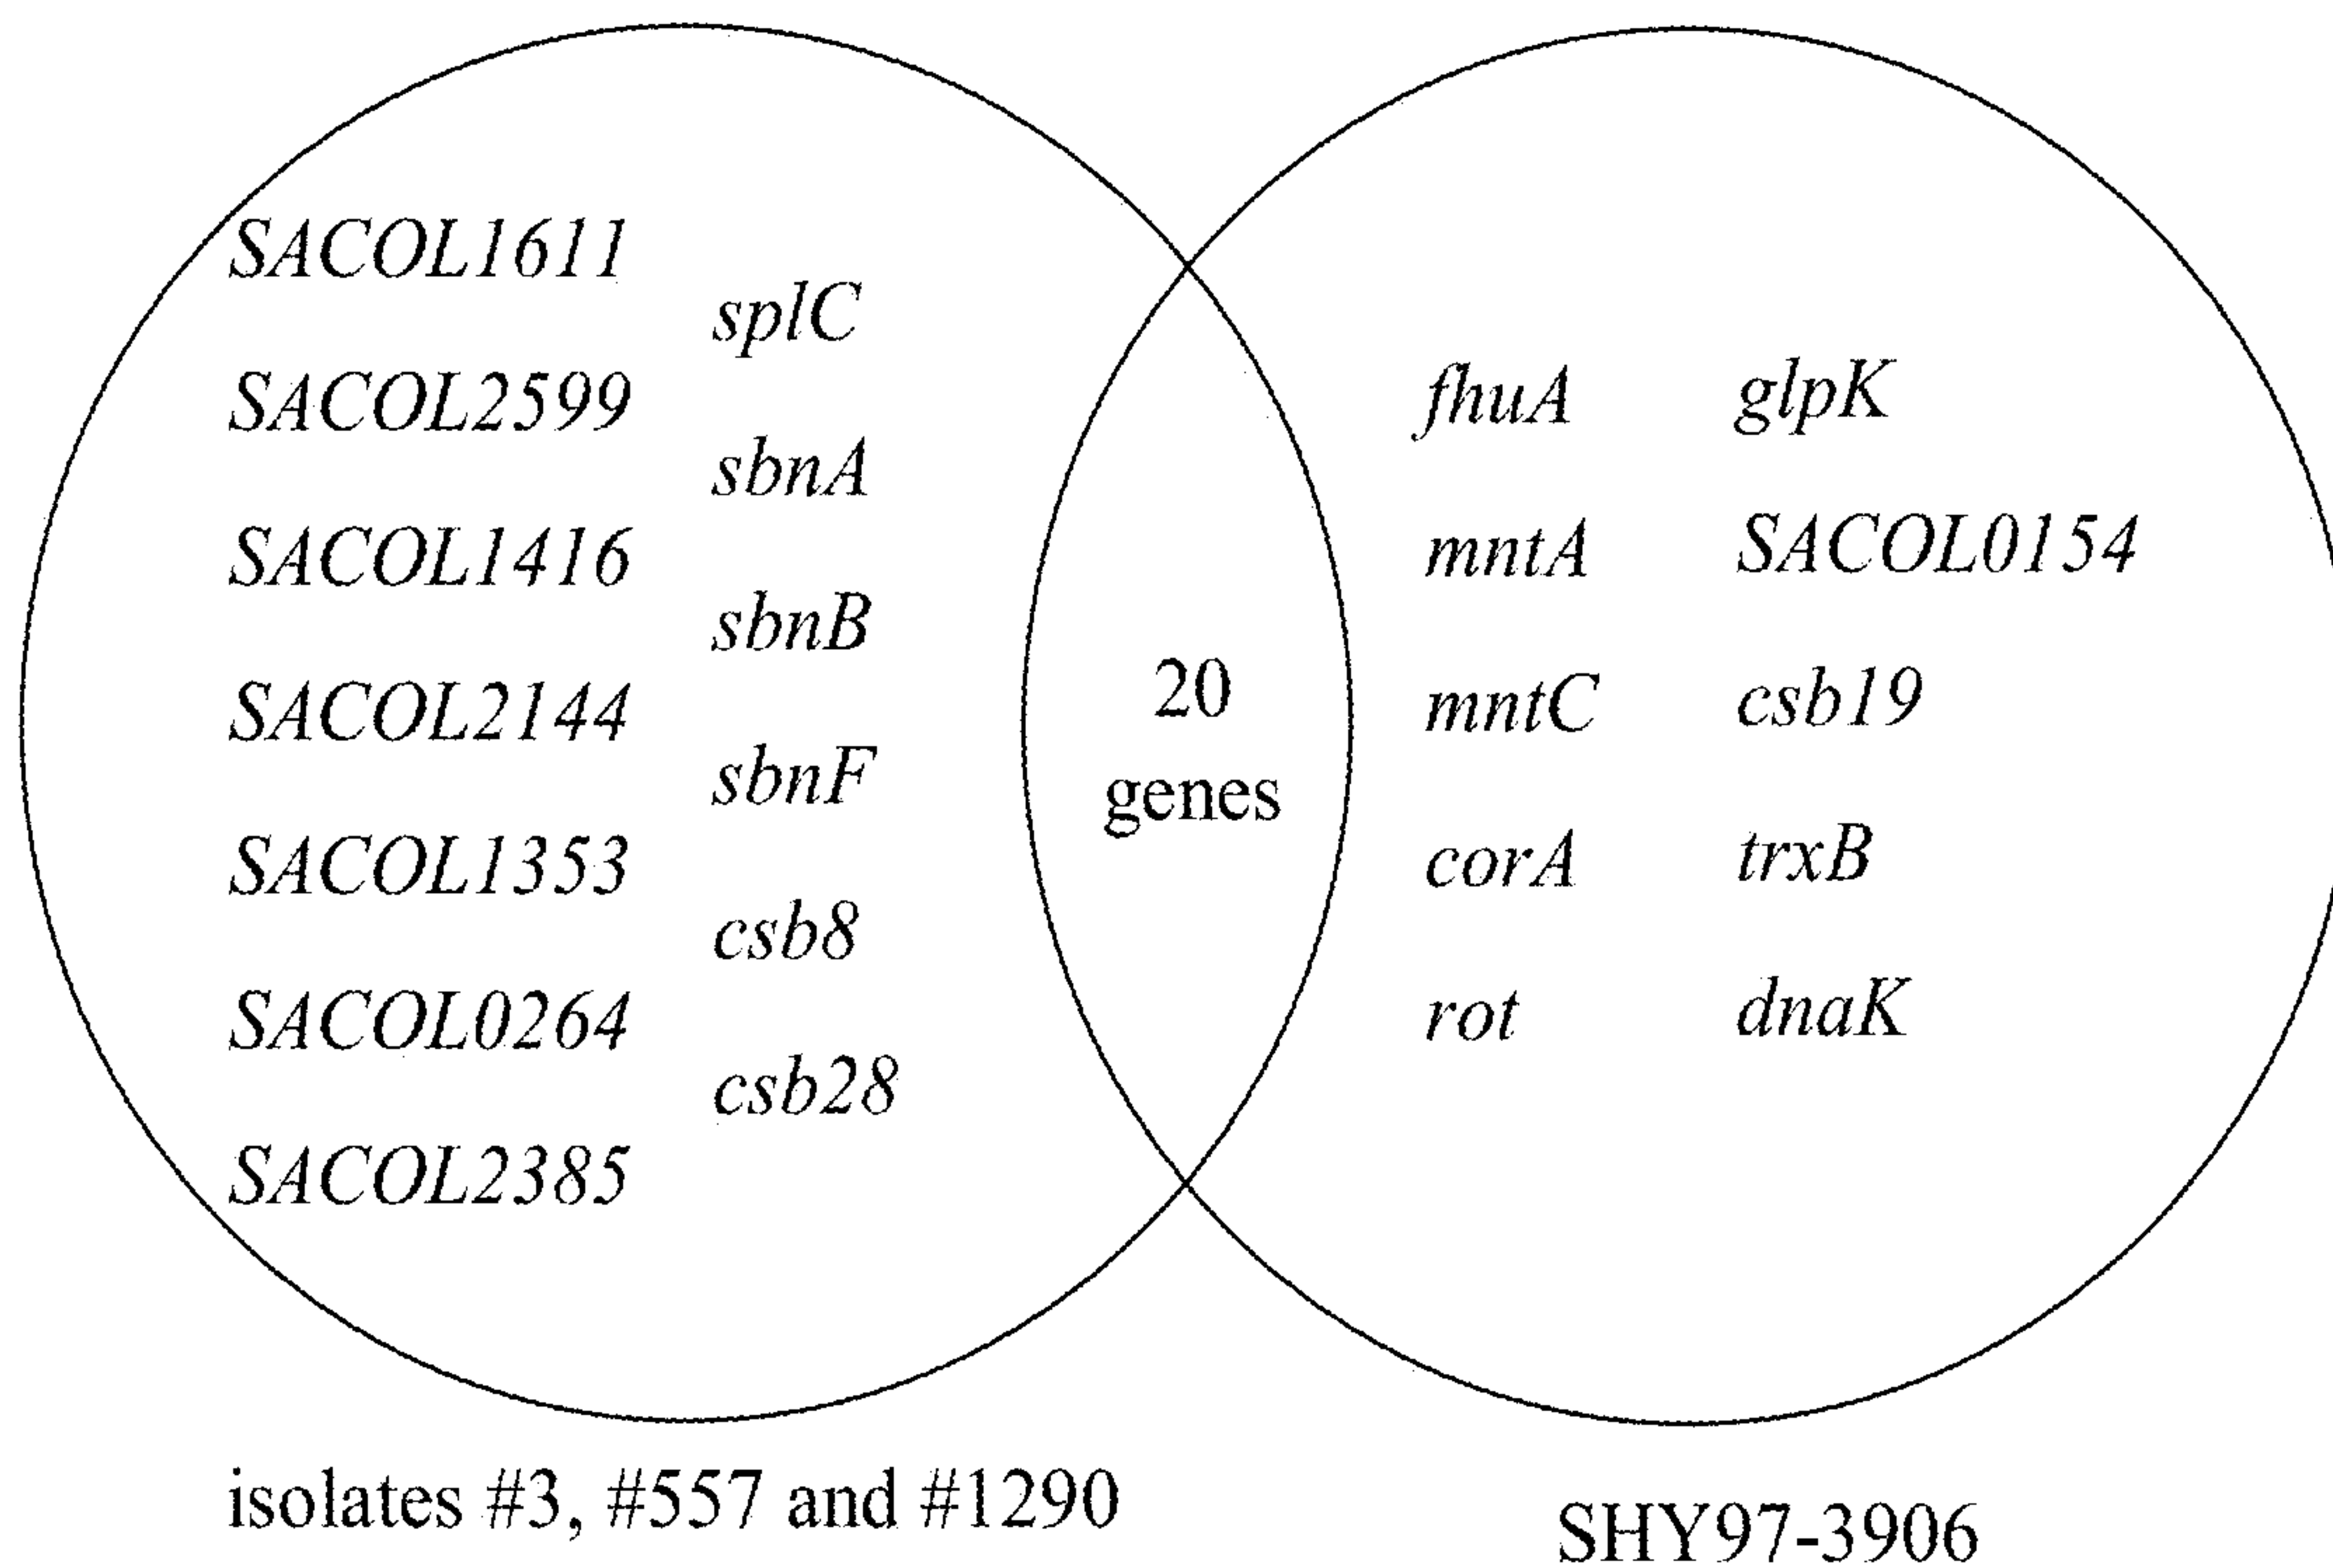 SACOL1611
splC
SACOL2599
sbnA
SACOL1416
sbnB
SACOL2144
sbnF
SACOL1353
csb8
SACOL0264
csb28
SACOL2385
20
genes
fhuA glpK
mntA SACOL0154
mntC csb19
corA trxB
rot dnaK
isolates #3, #557 and #1290
SHY97-3906